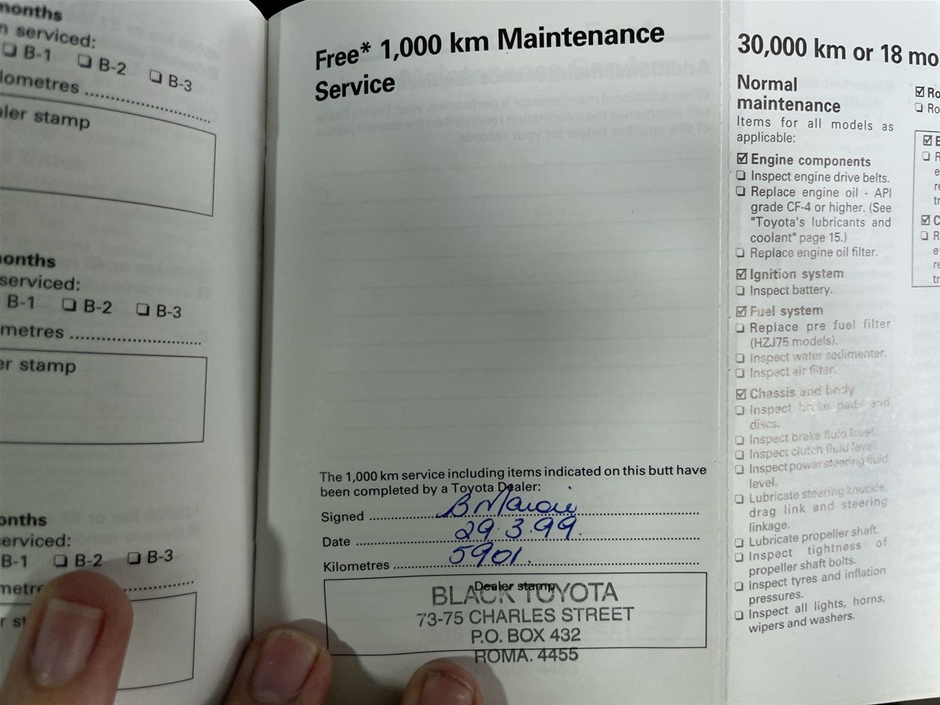 onths
serviced:
❏ B-1 ❏ B-2 ❏ B-3
metres
stamp
onths
serviced:
B-1 ❏ B-2 ❏ B-3
metres
stamp
onths
serviced:
B-1 ❏ B-2 ❏ B-3
Free* 1,000 km Maintenance
Service
The 1,000 km service including items indicated on this butt have
been completed by a Toyota Dealer:
Signed
Date 29.3.99.
Kilometres 5901.
Dealer stamp
BLACK TOYOTA
73-75 CHARLES STREET
P.O. BOX 432
ROMA. 4455
30,000 km or 18 mo
Normal
maintenance
Items for all models as
applicable:
☑ Engine components
❏ Inspect engine drive belts.
❏ Replace engine oil - API
grade CF-4 or higher. (See
"Toyota's lubricants and
coolant" page 15.)
❏ Replace engine oil filter.
☑ Ignition system
❏ Inspect battery.
☑ Fuel system
❏ Replace pre fuel filter
(HZJ75 models).
❏ Inspect water sedimenter.
❏ Inspect air filter.
☑ Chassis and body
❏ Inspect brake pads and
discs.
❏ Inspect brake fluid level.
❏ Inspect clutch fluid level.
❏ Inspect power steering fluid
level.
❏ Lubricate steering knuckle,
drag link and steering
linkage.
❏ Lubricate propeller shaft.
❏ Inspect tightness of
propeller shaft bolts.
❏ Inspect tyres and inflation
pressures.
❏ Inspect all lights, horns,
wipers and washers.
☑ Ro
❏ Ro